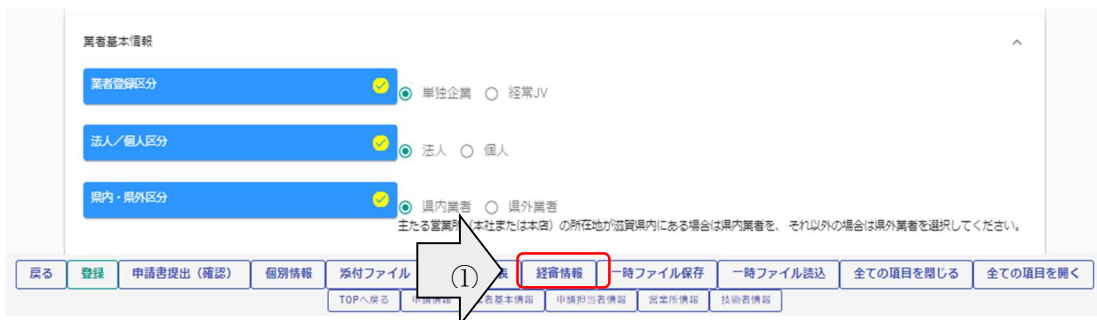 業者基本情報
業者登録区分
単独企業 経常JV
法人/個人区分
法人 個人
県内・県外区分
県内業者 県外業者
主たる営業所(本社または本店)の所在地が滋賀県内にある場合は県内業者を、それ以外の場合は県外業者を選択してください。
戻る 登録 申請書提出(確認) 個別情報 添付ファイル ① 経審情報 一時ファイル保存 一時ファイル読込 全ての項目を閉じる 全ての項目を開く
TOPへ戻る 申請情報 業者基本情報 申請担当者情報 営業所情報 技術者情報